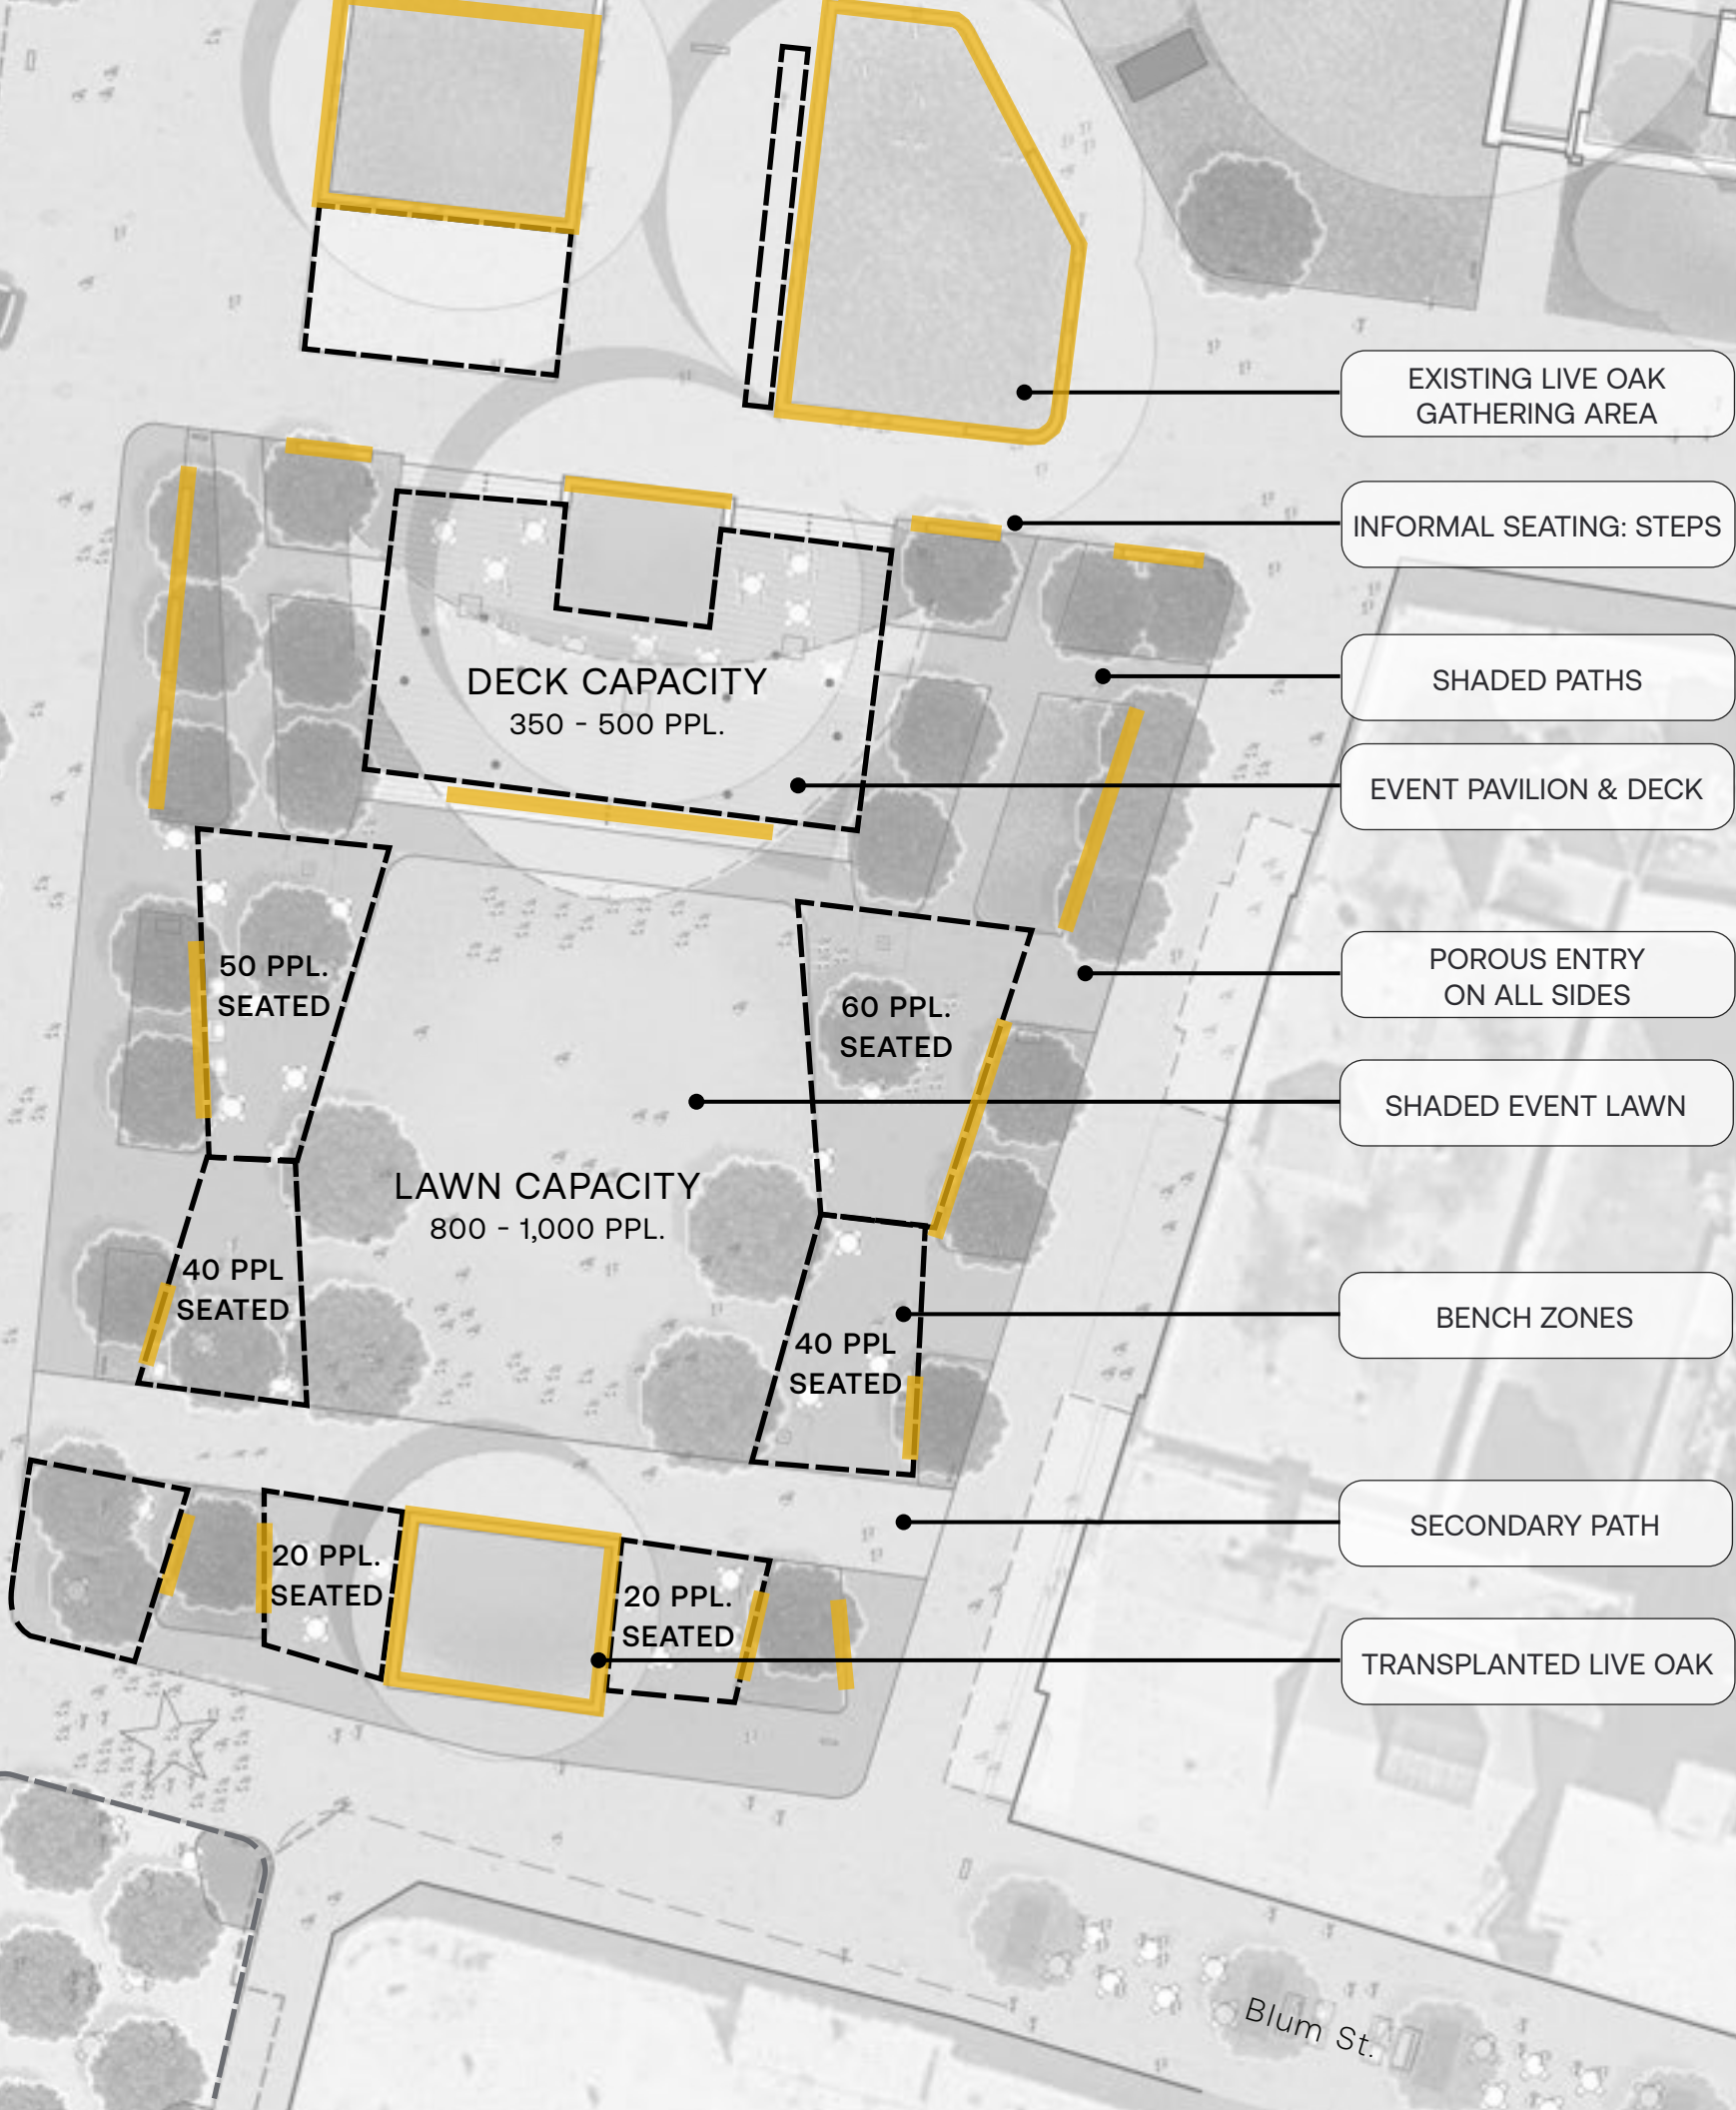 EXISTING LIVE OAK
GATHERING AREA
INFORMAL SEATING: STEPS
DECK CAPACITY
350 - 500 PPL.
SHADED PATHS
EVENT PAVILION & DECK
50 PPL.
SEATED
60 PPL.
SEATED
POROUS ENTRY
ON ALL SIDES
SHADED EVENT LAWN
LAWN CAPACITY
800 - 1,000 PPL.
40 PPL
SEATED
40 PPL
SEATED
BENCH ZONES
SECONDARY PATH
20 PPL.
SEATED
20 PPL.
SEATED
TRANSPLANTED LIVE OAK
Blum St.